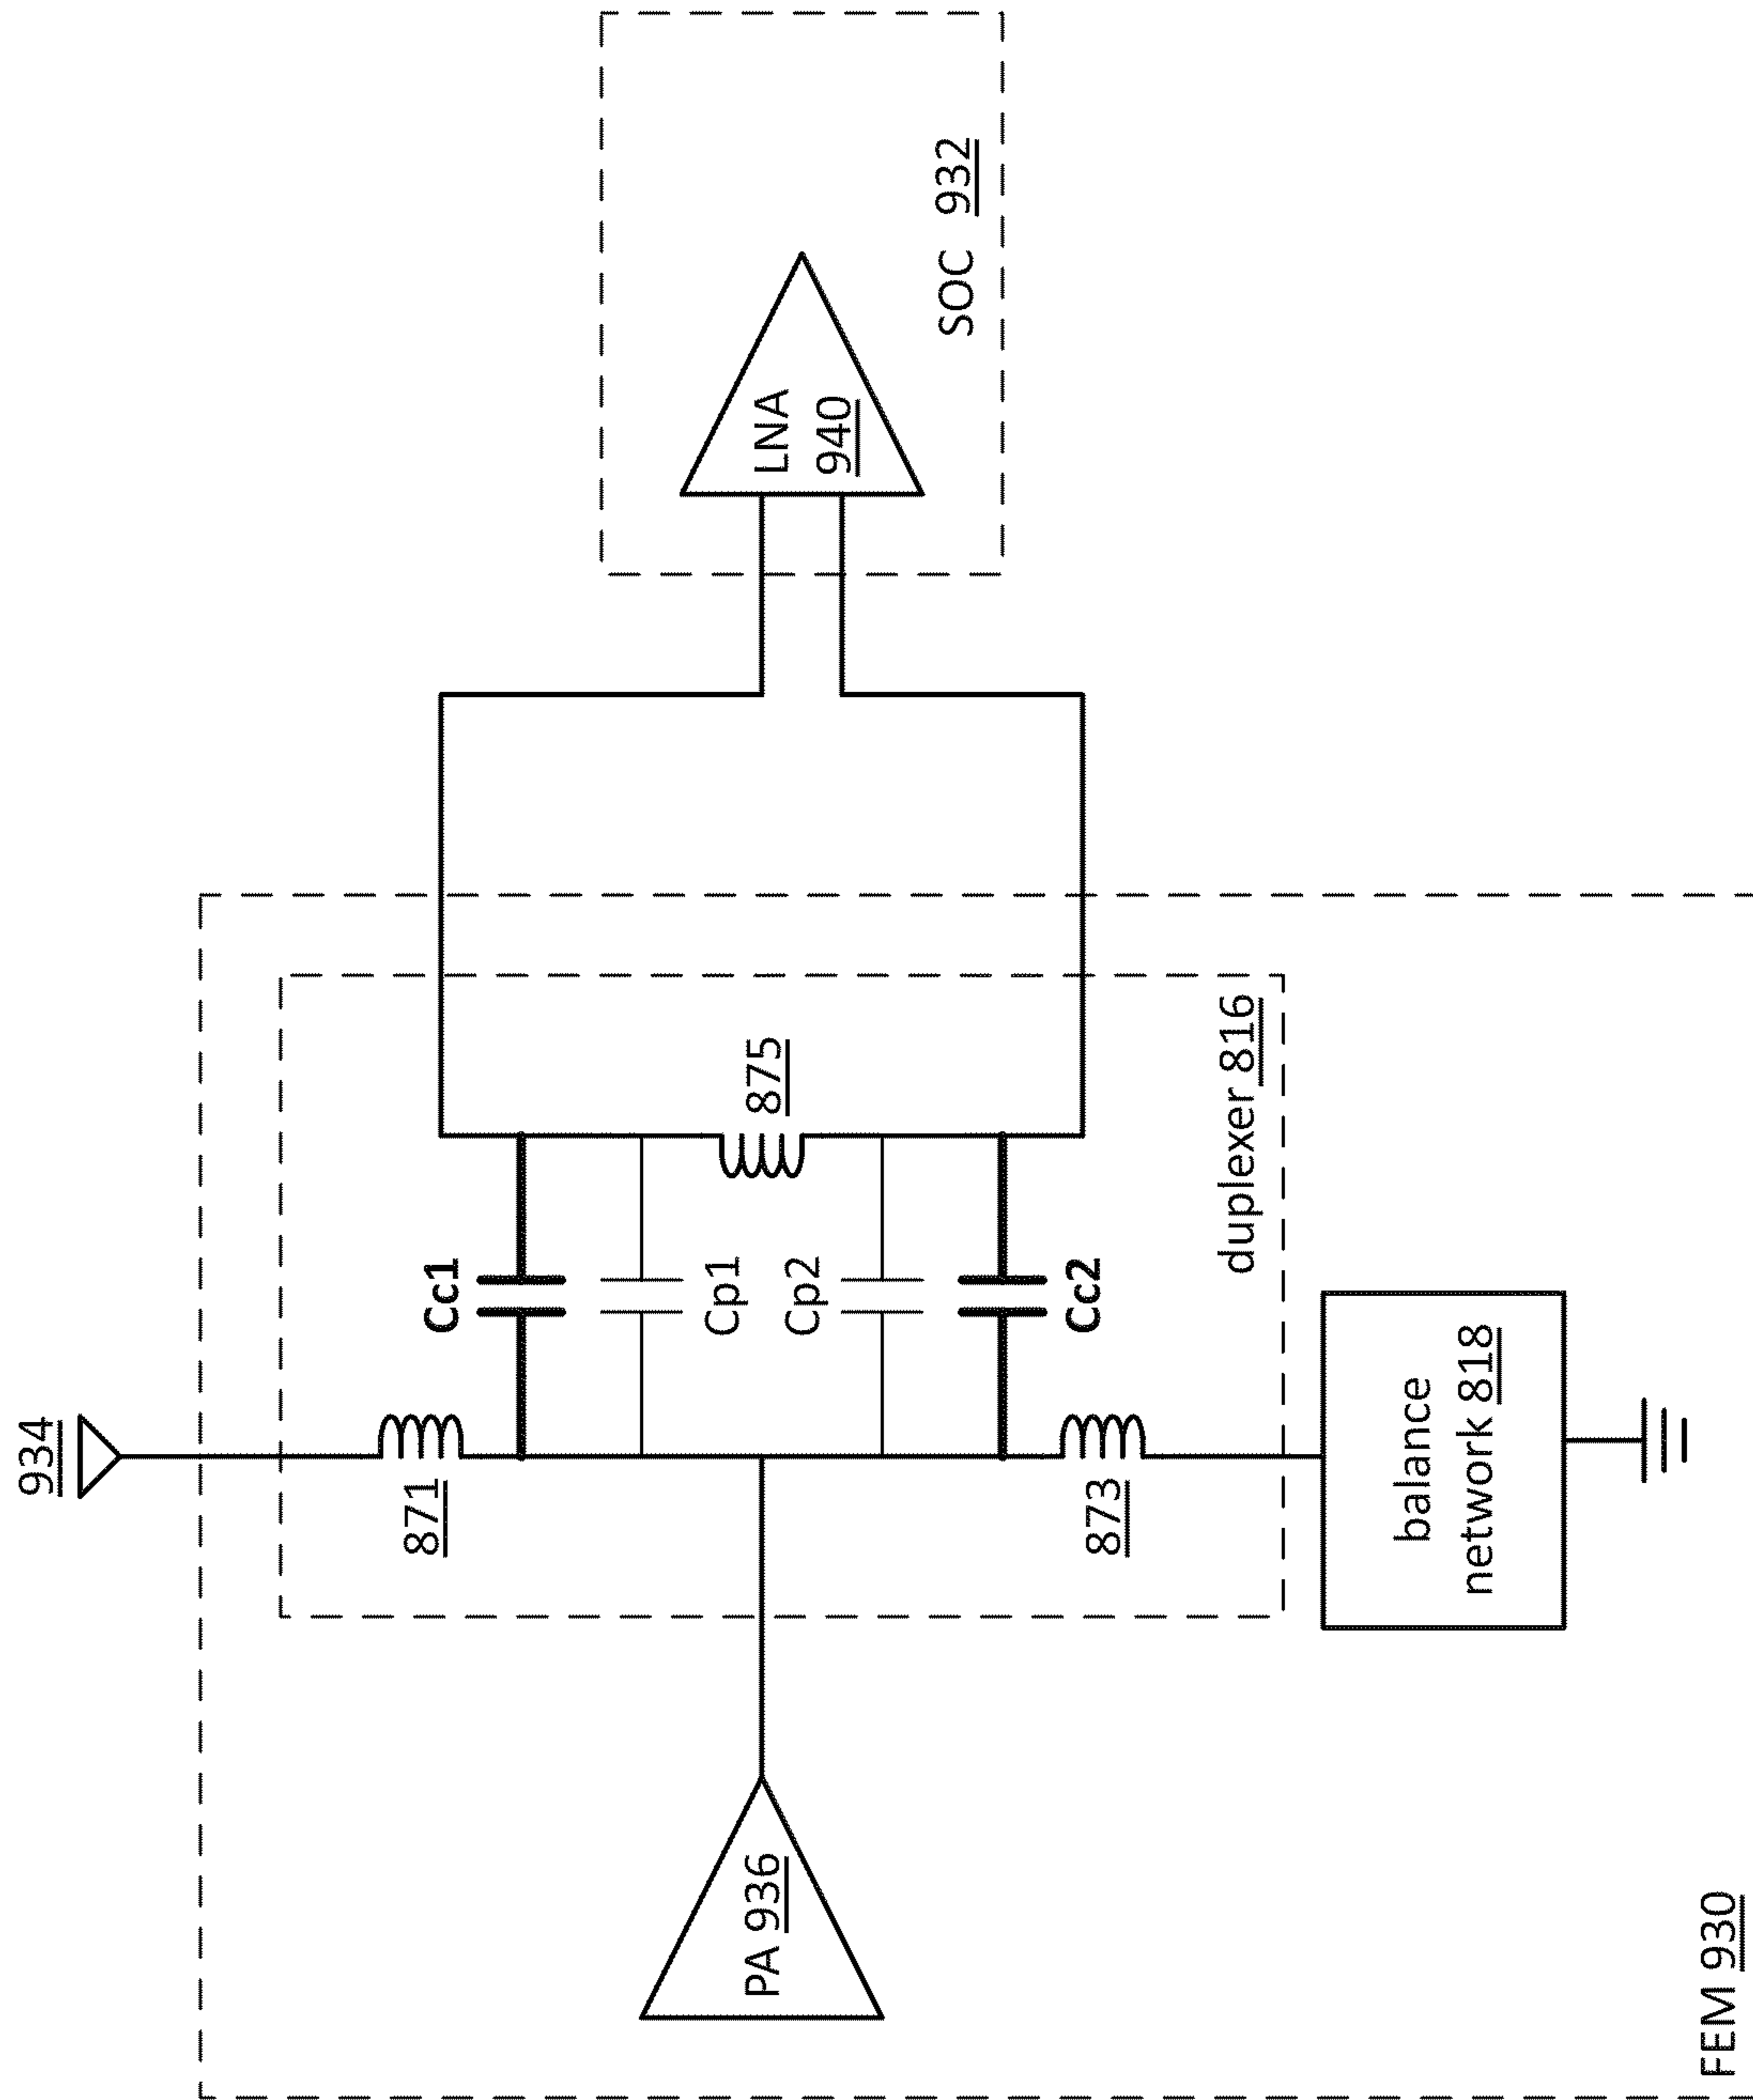 934
871
Cc1
Cp1
Cp2
Cc2
873
875
duplexer 816
balance
network 818
PA 936
FEM 930
LNA
940
SOC 932